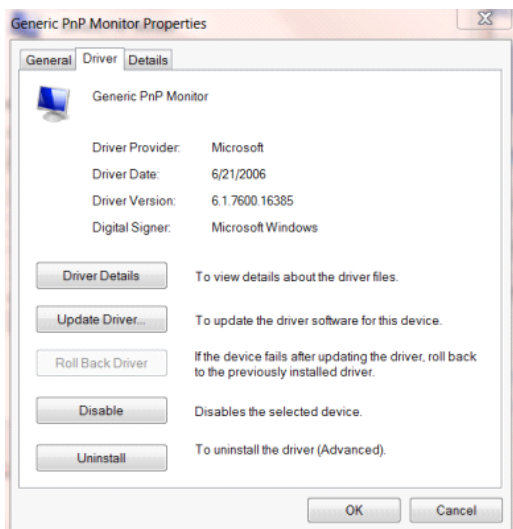 Generic PnP Monitor Properties
General Driver Details
Generic PnP Monitor
Driver Provider: Microsoft
Driver Date: 6/21/2006
Driver Version: 6.1.7600.16385
Digital Signer: Microsoft Windows
Driver Details To view details about the driver files.
Update Driver... To update the driver software for this device.
Roll Back Driver If the device fails after updating the driver, roll back
to the previously installed driver.
Disable Disables the selected device.
Uninstall To uninstall the driver (Advanced).
OK Cancel